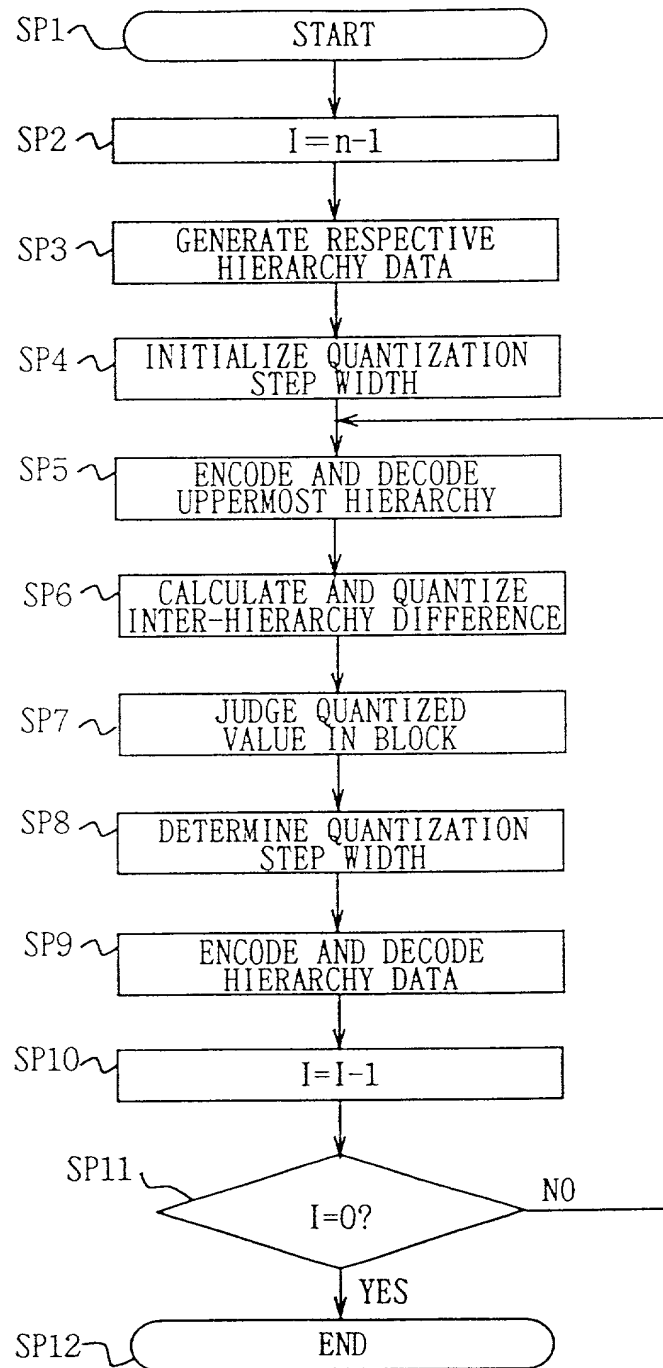 SP1
START
SP2
I=n-1
SP3
GENERATE RESPECTIVE
HIERARCHY DATA
SP4
INITIALIZE QUANTIZATION
STEP WIDTH
SP5
ENCODE AND DECODE
UPPERMOST HIERARCHY
SP6
CALCULATE AND QUANTIZE
INTER-HIERARCHY DIFFERENCE
SP7
JUDGE QUANTIZED
VALUE IN BLOCK
SP8
DETERMINE QUANTIZATION
STEP WIDTH
SP9
ENCODE AND DECODE
HIERARCHY DATA
SP10
I=I-1
SP11
I=0?
NO
YES
SP12
END